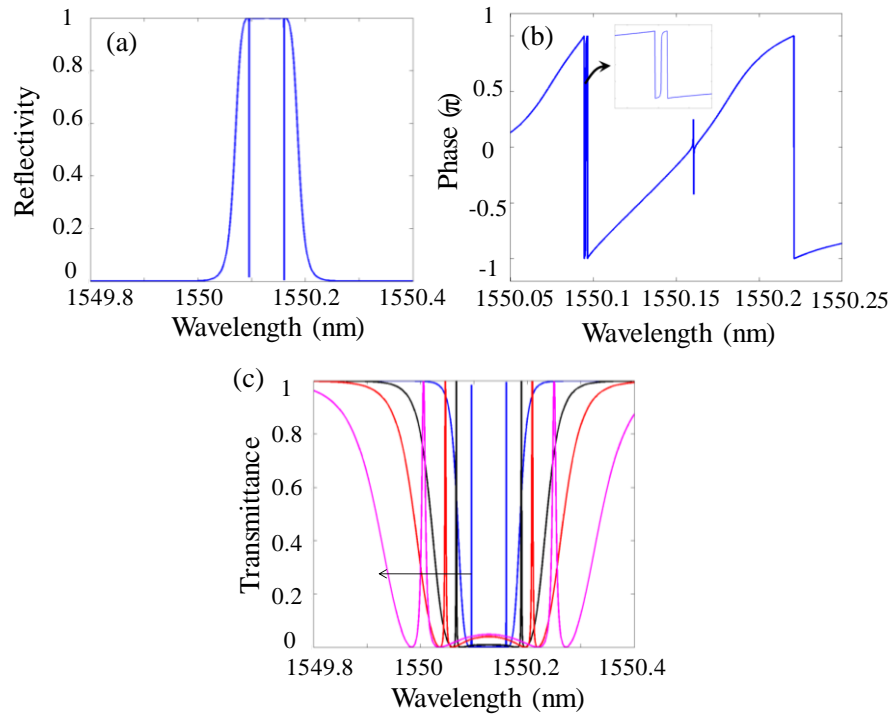 (a)
Reflectivity
1
0.8
0.6
0.4
0.2
0
1549.8 1550 1550.2 1550.4
Wavelength (nm)
(b)
Phase (π)
1
0.5
0
-0.5
-1
1550.05 1550.1 1550.15 1550.2 1550.25
Wavelength (nm)
(c)
Transmittance
1
0.8
0.6
0.4
0.2
0
1549.8 1550 1550.2 1550.4
Wavelength (nm)